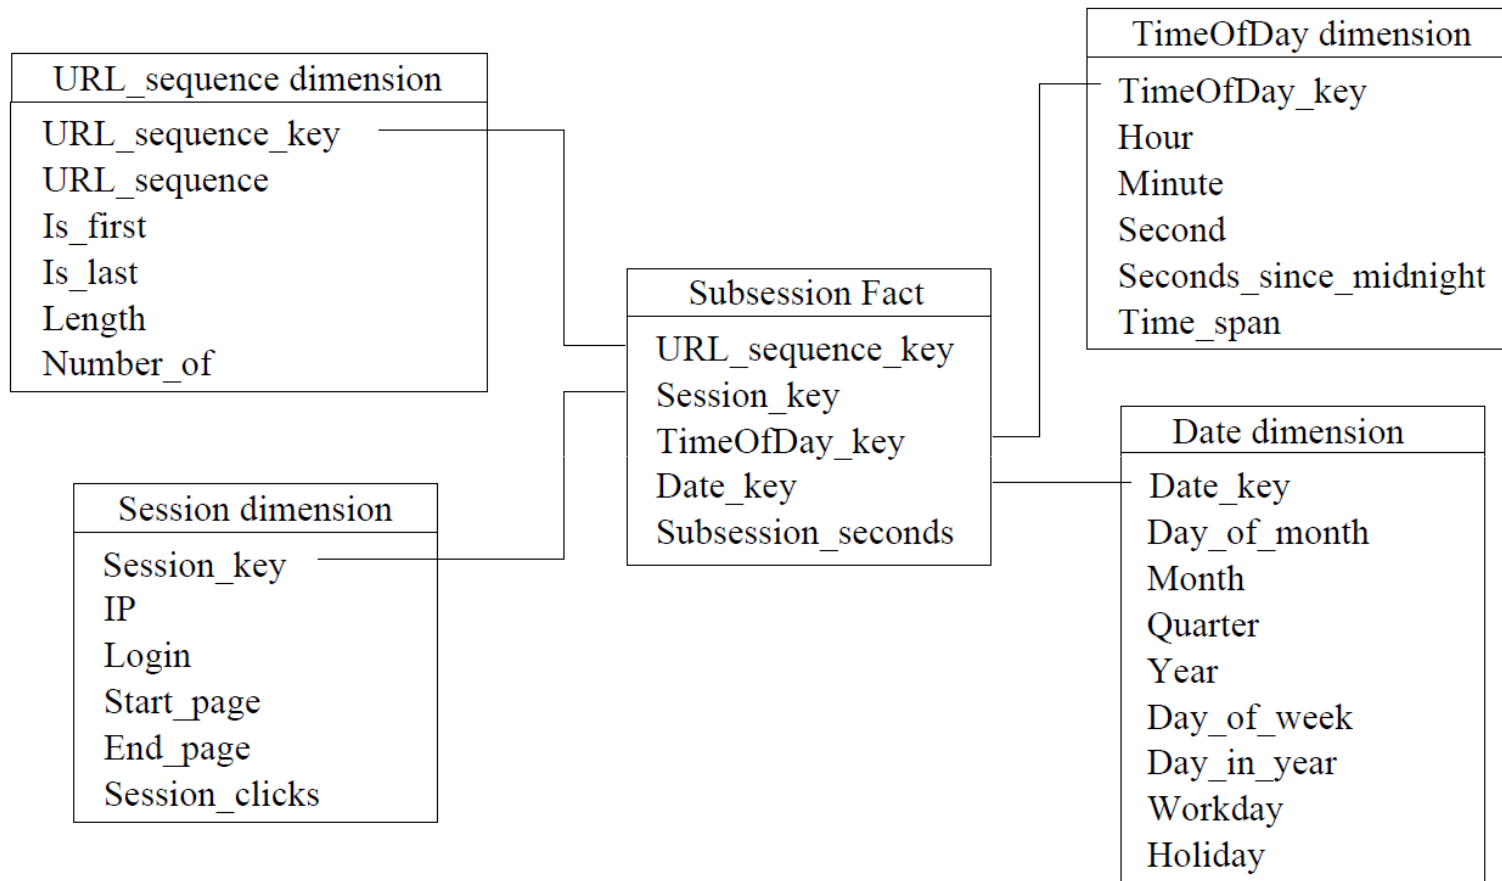 URL_sequence dimension
URL_sequence_key
URL_sequence
Is_first
Is_last
Length
Number_of
Session dimension
Session_key
IP
Login
Start_page
End_page
Session_clicks
Subsession Fact
URL_sequence_key
Session_key
TimeOfDay_key
Date_key
Subsession_seconds
TimeOfDay dimension
TimeOfDay_key
Hour
Minute
Second
Seconds_since_midnight
Time_span
Date dimension
Date_key
Day_of_month
Month
Quarter
Year
Day_of_week
Day_in_year
Workday
Holiday